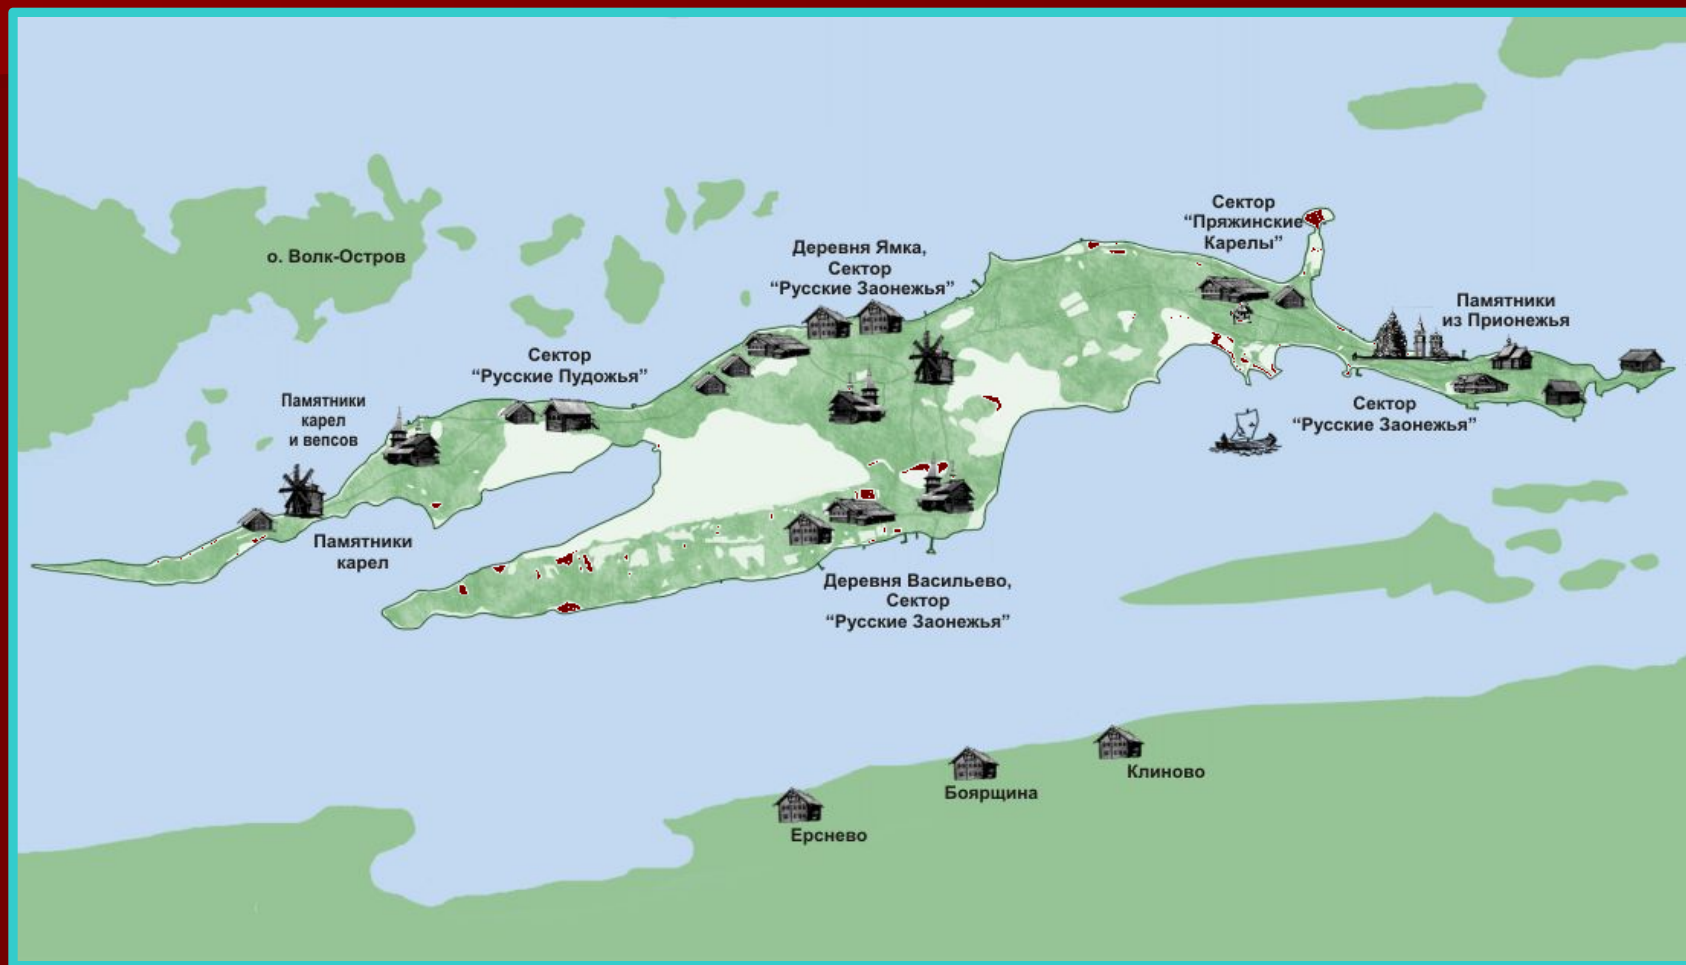 Сектор
“Пряжинские
Карелы”
о. Волк-Остров
Деревня Ямка,
Сектор
“Русские Заонежья”
Памятники
из Прионежья
Сектор
“Русские Пудожья”
Памятники
карел
и вепсов
Сектор
“Русские Заонежья”
Памятники
карел
Деревня Васильево,
Сектор
“Русские Заонежья”
Клиново
Боярщина
Ерснево